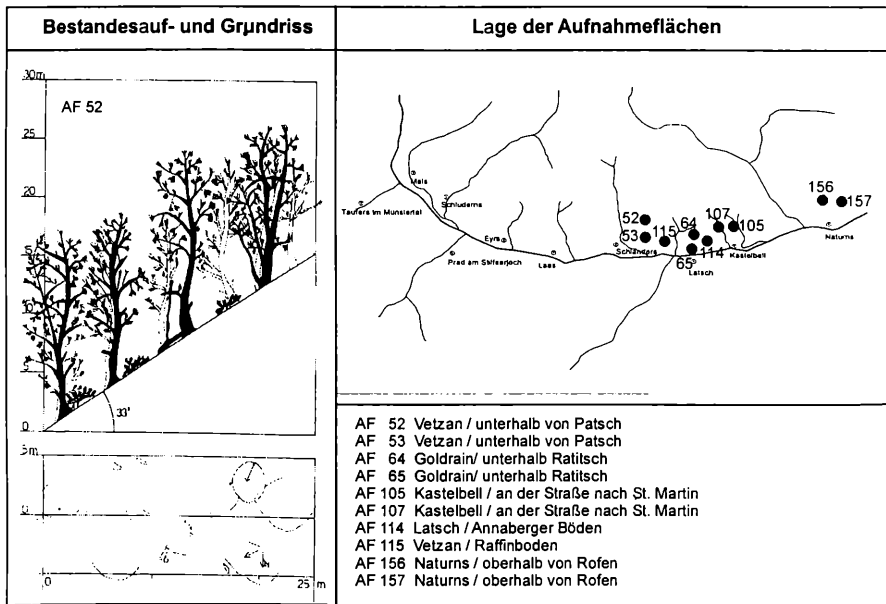 Bestandesauf- und Grundriss
30m
AF 52
25
20
15
10
5
0
33°
5m
0
0
25 m
Lage der Aufnahmeflächen
Mals
Schluderns
Taufers im Münstertal
Eyrs
Prad am Stilfserjoch
Laas
Schlanders
52
53
115
64
65
114
107
105
Latsch
Kastelbell
156
157
Naturns
AF 52 Vetzan / unterhalb von Patsch
AF 53 Vetzan / unterhalb von Patsch
AF 64 Goldrain/ unterhalb Ratitsch
AF 65 Goldrain/ unterhalb Ratitsch
AF 105 Kastelbell / an der Straße nach St. Martin
AF 107 Kastelbell / an der Straße nach St. Martin
AF 114 Latsch / Annaberger Böden
AF 115 Vetzan / Raffinboden
AF 156 Naturns / oberhalb von Rofen
AF 157 Naturns / oberhalb von Rofen